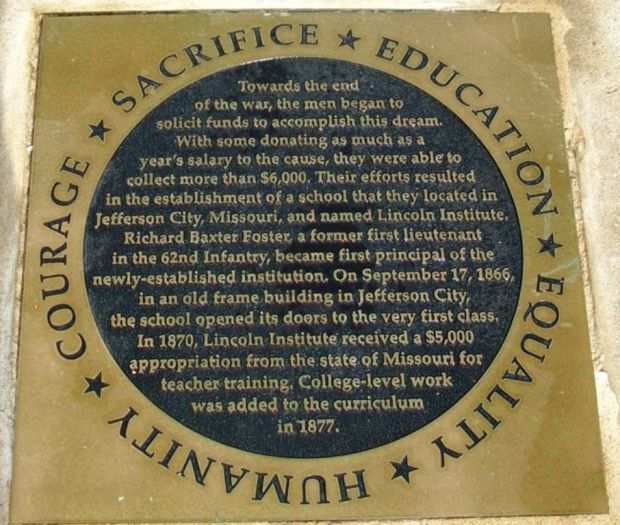 COURAGE ★ SACRIFICE ★ EDUCATION ★ EQUALITY ★ HUMANITY ★
Towards the end
of the war, the men began to
solicit funds to accomplish this dream.
With some donating as much as a
year's salary to the cause, they were able to
collect more than $6,000. Their efforts resulted
in the establishment of a school that they located in
Jefferson City, Missouri, and named Lincoln Institute.
Richard Baxter Foster, a former first lieutenant
in the 62nd Infantry, became first principal of the
newly-established institution. On September 17, 1866,
in an old frame building in Jefferson City,
the school opened its doors to the very first class.
In 1870, Lincoln Institute received a $5,000
appropriation from the state of Missouri for
teacher training. College-level work
was added to the curriculum
in 1877.